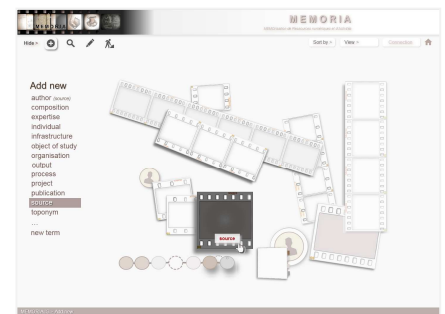 MEMORIA
MEMORIA
Hide >
Sort by >
View >
Connection
Add new
author (source)
composition
expertise
individual
infrastructure
object of study
organisation
output
process
project
publication
source
toponym
...
new term
source